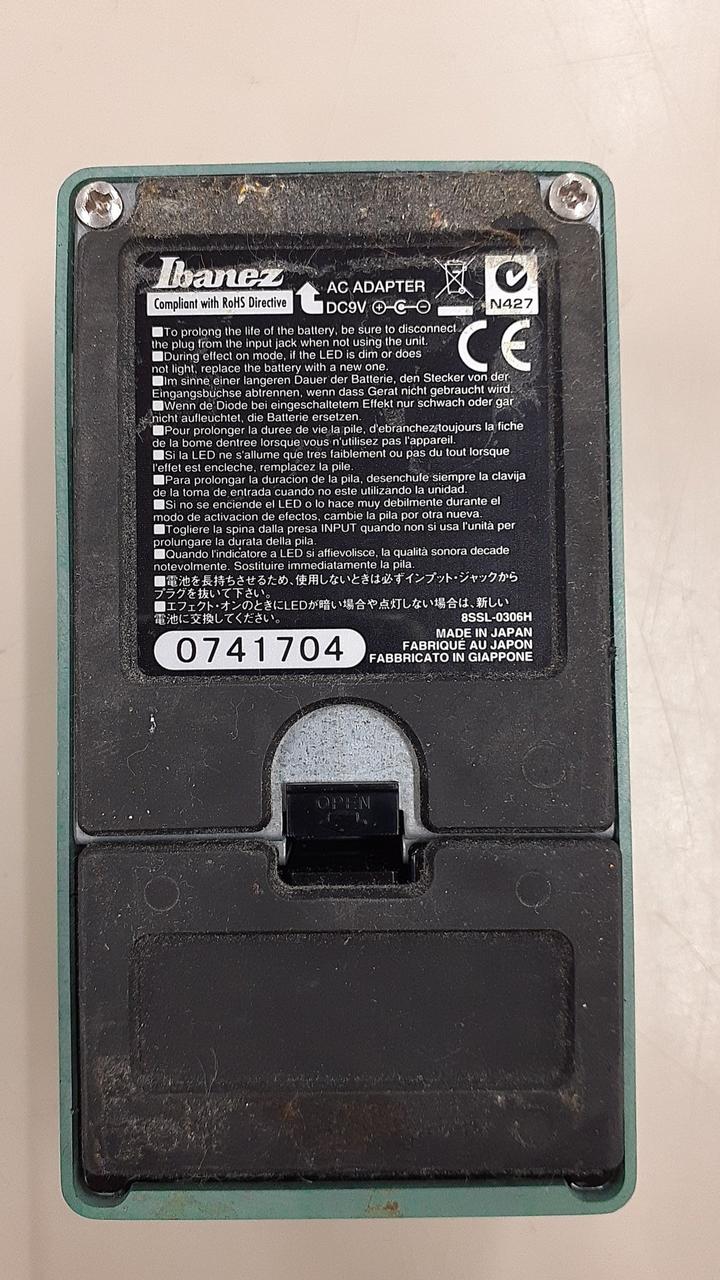 Ibanez
Compliant with RoHS Directive
AC ADAPTER
DC9V
N427
CE
To prolong the life of the battery, be sure to disconnect
the plug from the input jack when not using the unit.
During effect on mode, if the LED is dim or does
not light, replace the battery with a new one.
Im sinne einer langeren Dauer der Batterie, den Stecker von der
Eingangsbuchse abtrennen, wenn dass Gerat nicht gebraucht wird.
Wenn de Diode bei eingeschaltetem Effekt nur schwach oder gar
nicht aufleuchtet, die Batterie ersetzen.
Pour prolonger la duree de vie la pile, d'ebranchez toujours la fiche
de la bome dentree lorsque vous n'utilizez pas l'appareil.
Si la LED ne s'allume que tres faiblement ou pas du tout lorsque
l'effet est encleche, remplacez la pile.
Para prolongar la duracion de la pila, desenchufe siempre la clavija
de la toma de entrada cuando no este utilizando la unidad.
Si no se enciende el LED o lo hace muy debilmente durante el
modo de activacion de efectos, cambie la pila por otra nueva.
Togliere la spina dalla presa INPUT quando non si usa l'unità per
prolungare la durata della pila.
Quando l'indicatore a LED si affievolisce, la qualità sonora decade
notevolmente. Sostituire immediatamente la pila.
電池を長持ちさせるため、使用しないときは必ずインプット・ジャックから
プラグを抜いて下さい。
エフェクト・オンのときにLEDが暗い場合や点灯しない場合は、新しい
電池に交換してください。
8SSL-0306H
0741704
MADE IN JAPAN
FABRIQUÉ AU JAPON
FABBRICATO IN GIAPPONE
OPEN